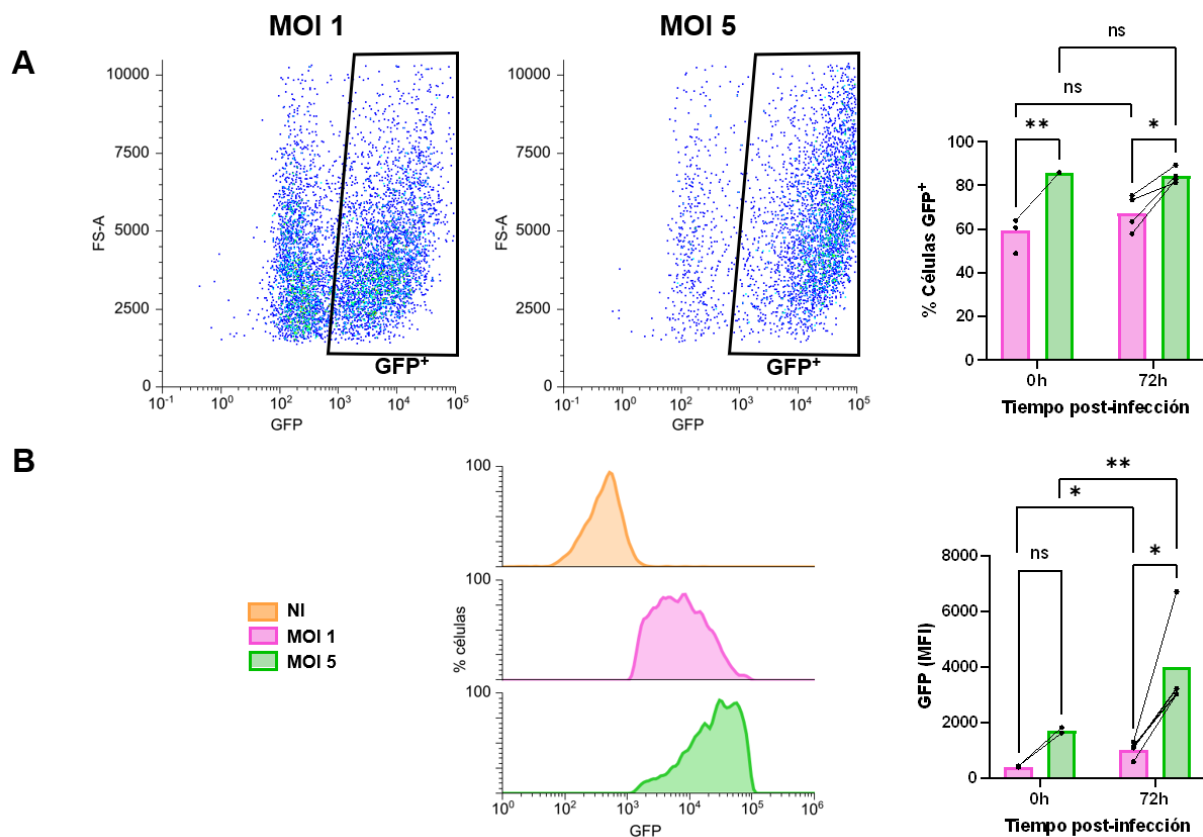 MOI 1
MOI 5
A
ns
ns
** *
10000
7500
5000
2500
0
FS-A
GFP⁺
10⁻¹ 10⁰ 10¹ 10² 10³ 10⁴ 10⁵
GFP
10000
7500
5000
2500
0
FS-A
GFP⁺
10⁻¹ 10⁰ 10¹ 10² 10³ 10⁴ 10⁵
GFP
100
80
60
40
20
0
% Células GFP⁺
0h 72h
Tiempo post-infección
B
NI
MOI 1
MOI 5
100
100
100
% células
10⁰ 10¹ 10² 10³ 10⁴ 10⁵ 10⁶
GFP
**
*
ns *
8000
6000
4000
2000
0
GFP (MFI)
0h 72h
Tiempo post-infección